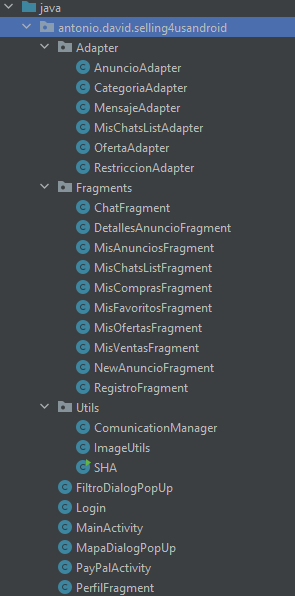 java
antonio.david.selling4usandroid
Adapter
AnuncioAdapter
CategoriaAdapter
MensajeAdapter
MisChatsListAdapter
OfertaAdapter
RestriccionAdapter
Fragments
ChatFragment
DetallesAnuncioFragment
MisAnunciosFragment
MisChatsListFragment
MisComprasFragment
MisFavoritosFragment
MisOfertasFragment
MisVentasFragment
NewAnuncioFragment
RegistroFragment
Utils
ComunicationManager
ImageUtils
SHA
FiltroDialogPopUp
Login
MainActivity
MapaDialogPopUp
PayPalActivity
PerfilFragment